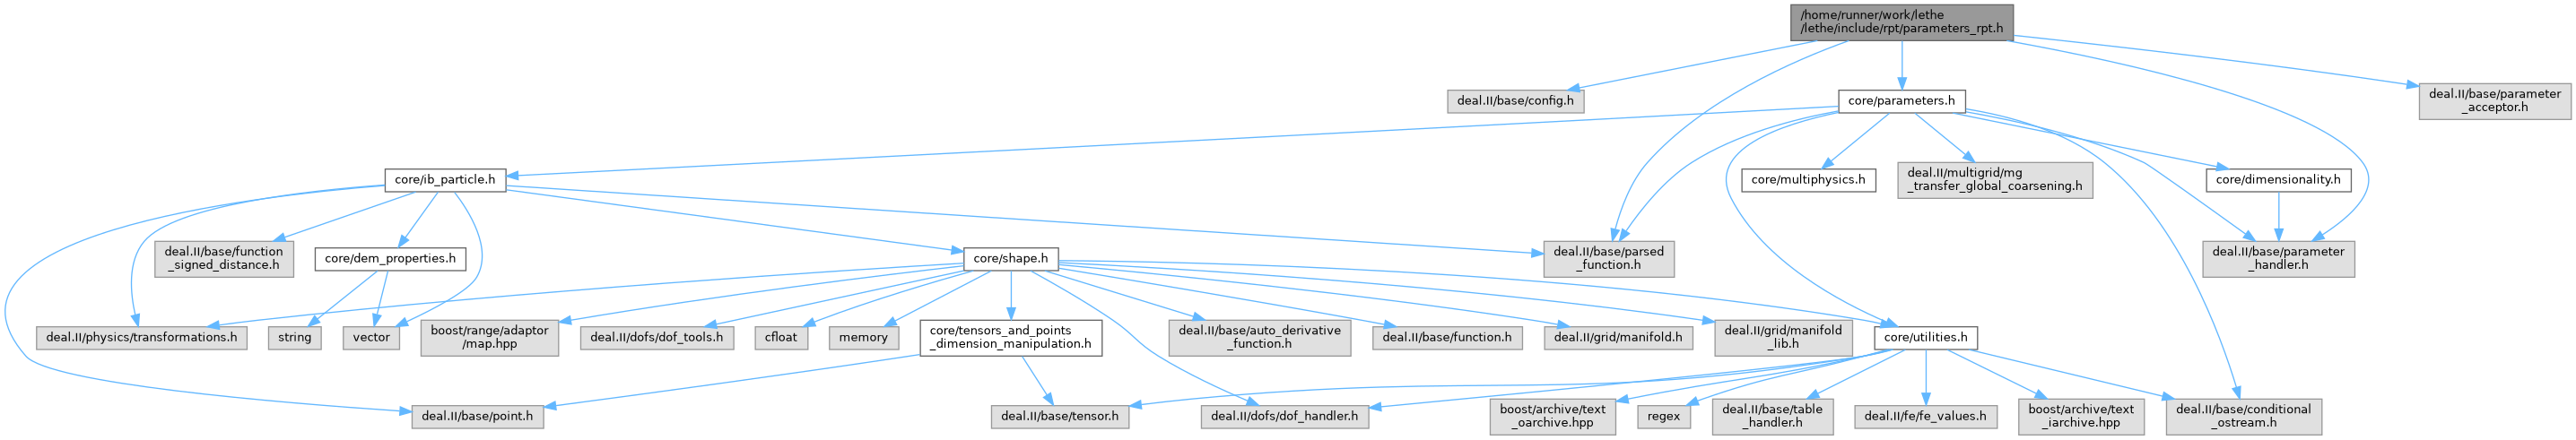 /home/runner/work/lethe
/lethe/include/rpt/parameters_rpt.h
deal.II/base/config.h
core/parameters.h
deal.II/base/parameter
_acceptor.h
core/ib_particle.h
core/multiphysics.h
deal.II/multigrid/mg
_transfer_global_coarsening.h
core/dimensionality.h
deal.II/base/function
_signed_distance.h
core/dem_properties.h
core/shape.h
deal.II/base/parsed
_function.h
deal.II/base/parameter
_handler.h
deal.II/physics/transformations.h
string
vector
boost/range/adaptor
/map.hpp
deal.II/dofs/dof_tools.h
cfloat
memory
core/tensors_and_points
_dimension_manipulation.h
deal.II/base/auto_derivative
_function.h
deal.II/base/function.h
deal.II/grid/manifold.h
deal.II/grid/manifold
_lib.h
core/utilities.h
deal.II/base/point.h
deal.II/base/tensor.h
deal.II/dofs/dof_handler.h
boost/archive/text
_oarchive.hpp
regex
deal.II/base/table
_handler.h
deal.II/fe/fe_values.h
boost/archive/text
_iarchive.hpp
deal.II/base/conditional
_ostream.h